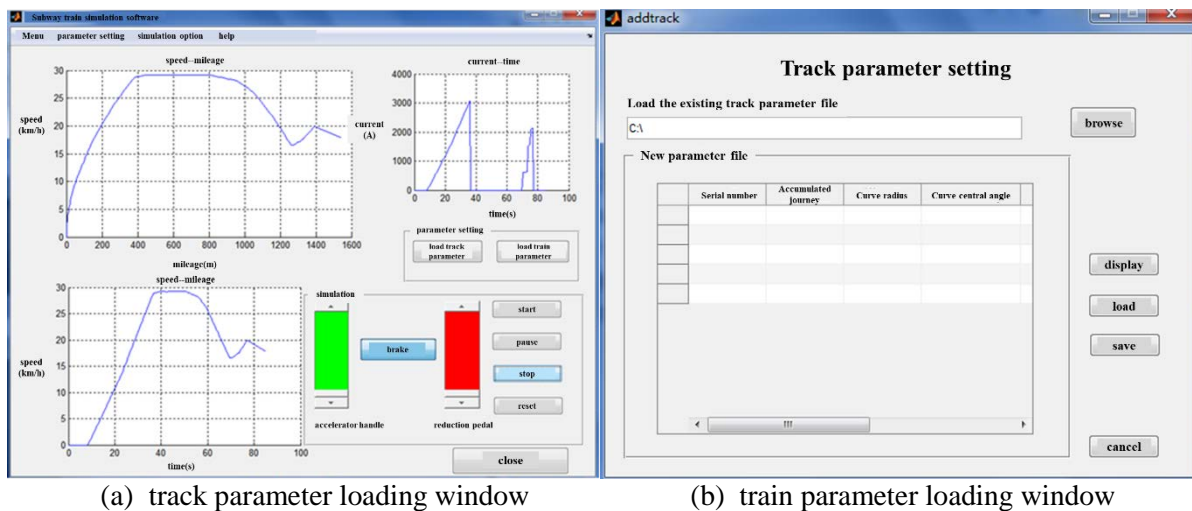 Subway train simulation software
Menu parameter setting simulation option help
speed--mileage
30
25
20
15
10
5
0
speed
(km/h)
0 200 400 600 800 1000 1200 1400 1600
mileage(m)
current--time
4000
3000
2000
1000
0
current
(A)
0 20 40 60 80 100
time(s)
parameter setting
load track
parameter
load train
parameter
speed--mileage
30
25
20
15
10
5
0
speed
(km/h)
0 20 40 60 80 100
time(s)
simulation
brake
start
pause
stop
reset
accelerator handle
reduction pedal
close
(a) track parameter loading window
addtrack
Track parameter setting
Load the existing track parameter file
C:\
browse
New parameter file
Serial number
Accumulated
journey
Curve radius
Curve central angle
display
load
save
cancel
(b) train parameter loading window